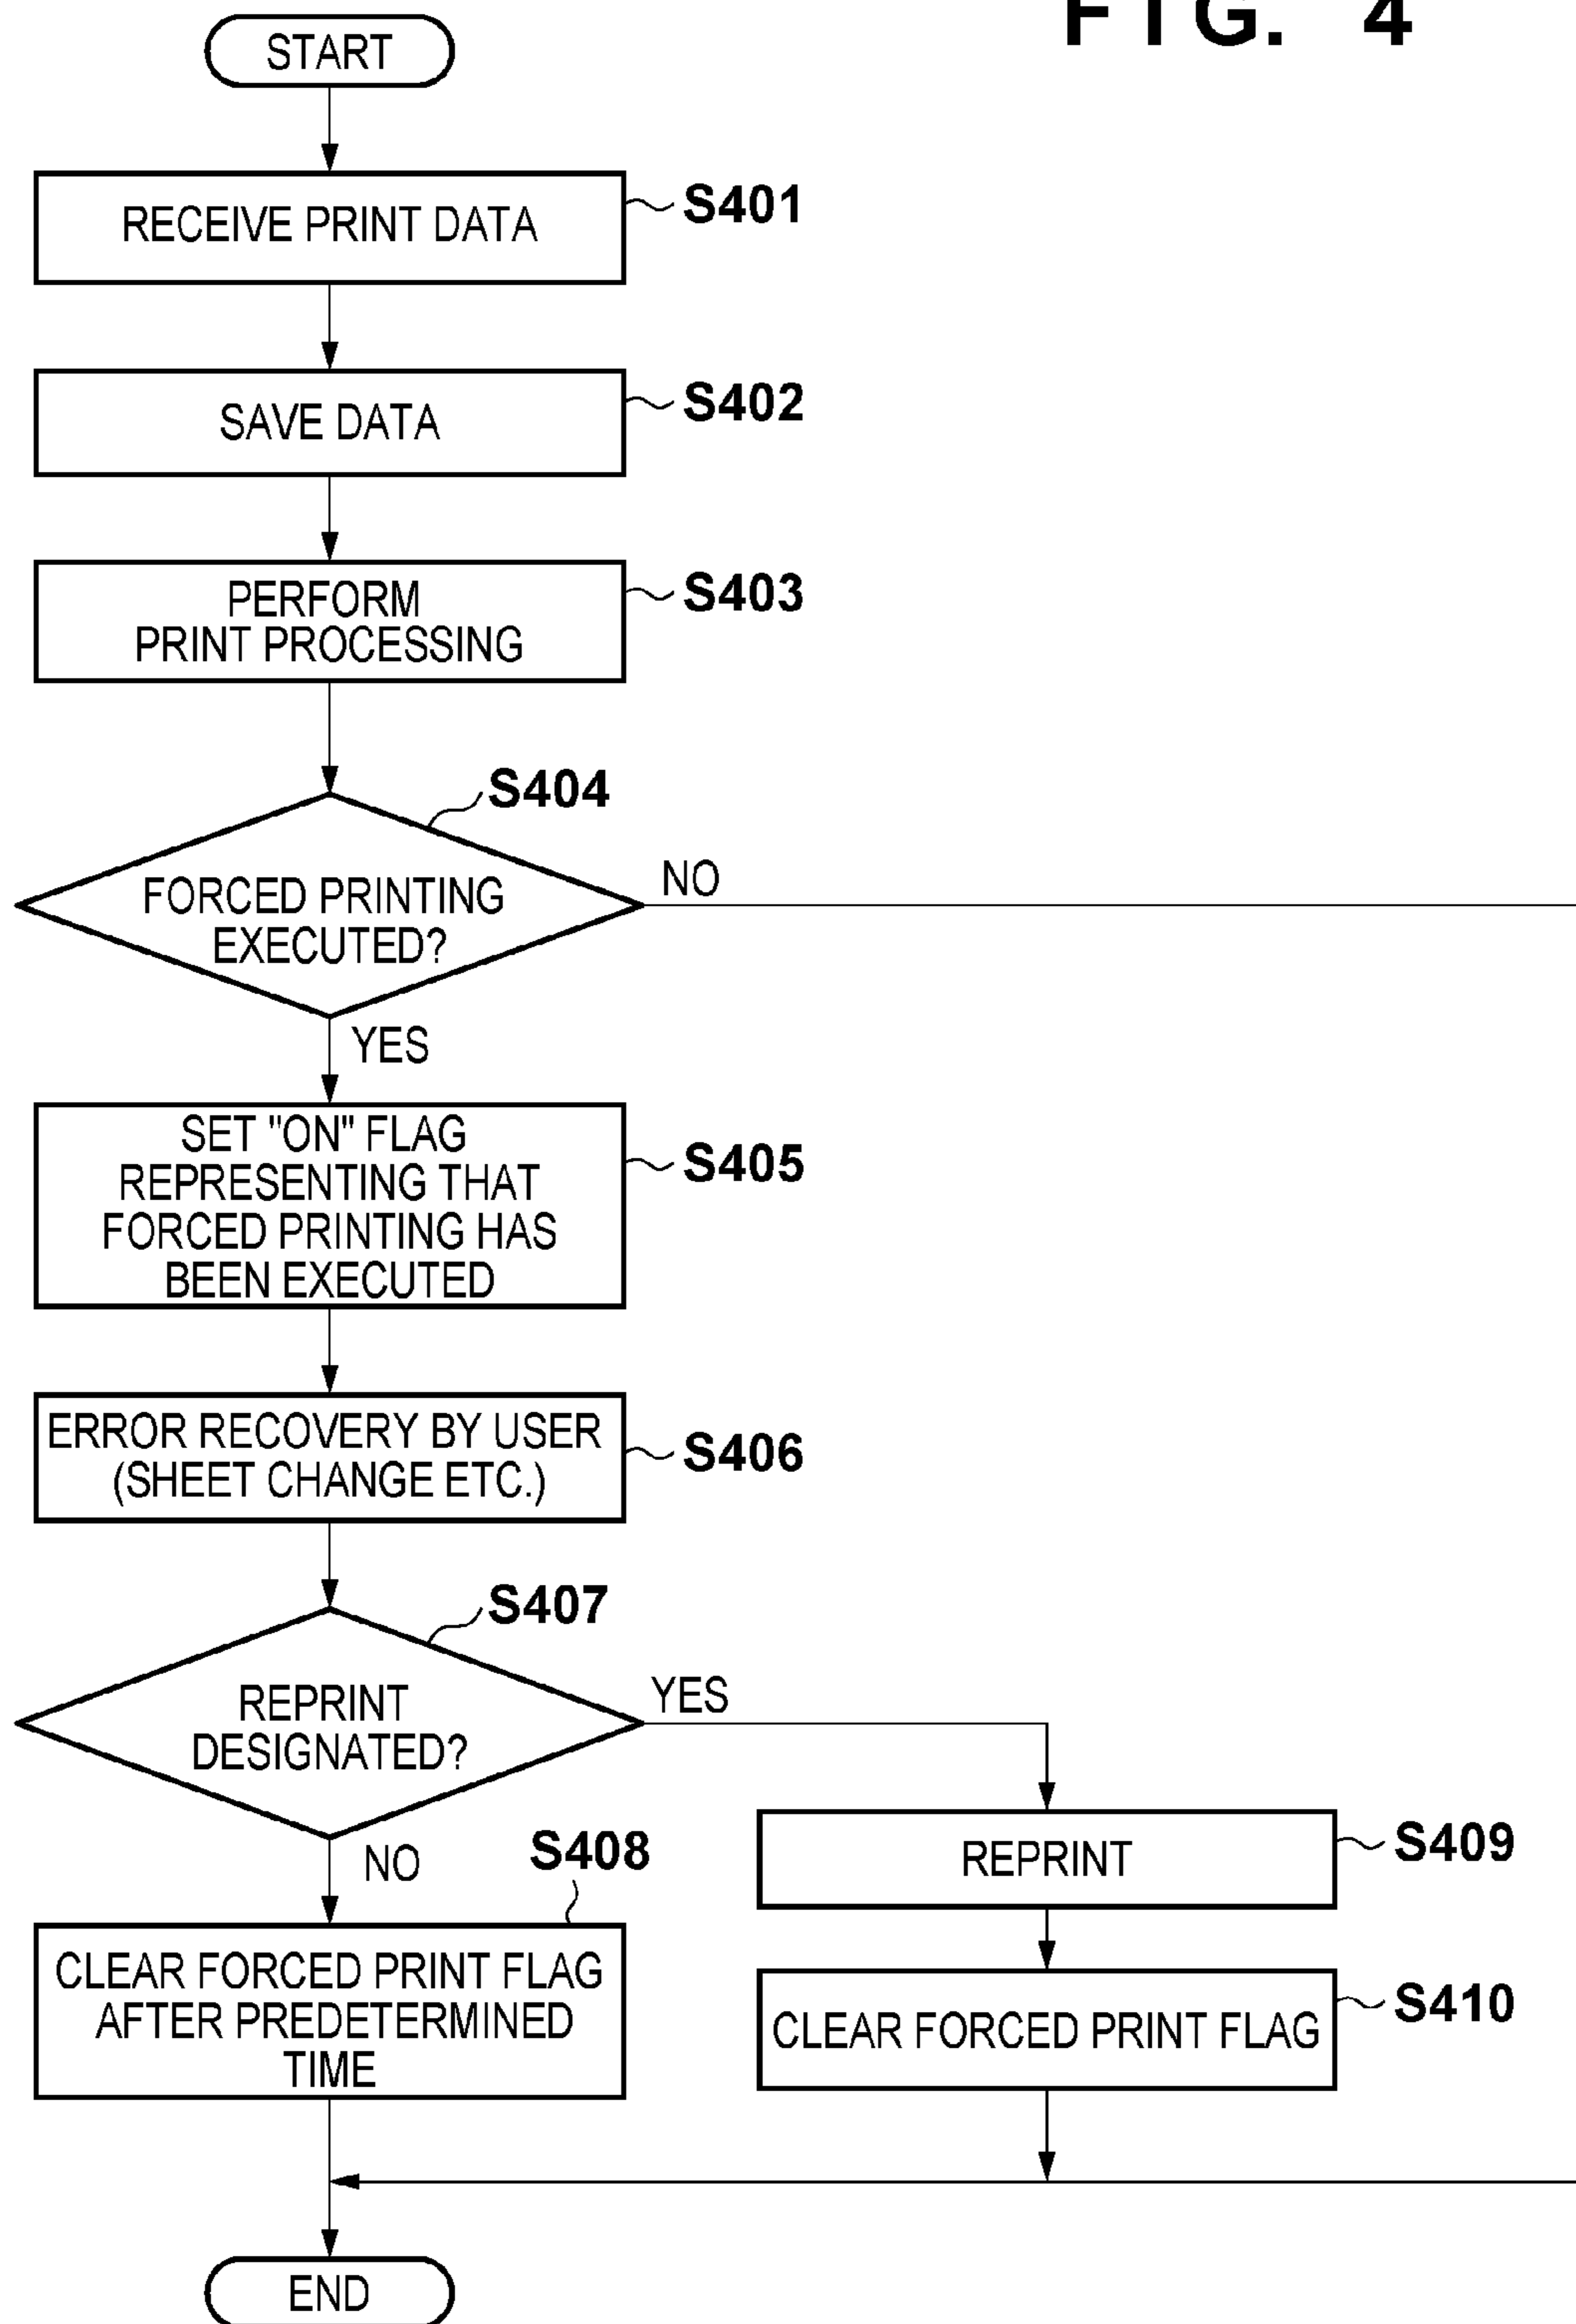 FIG. 4
START
RECEIVE PRINT DATA
S401
SAVE DATA
S402
PERFORM
PRINT PROCESSING
S403
S404
FORCED PRINTING
EXECUTED?
NO
YES
SET "ON" FLAG
REPRESENTING THAT
FORCED PRINTING HAS
BEEN EXECUTED
S405
ERROR RECOVERY BY USER
(SHEET CHANGE ETC.)
S406
S407
REPRINT
DESIGNATED?
YES
NO
S408
CLEAR FORCED PRINT FLAG
AFTER PREDETERMINED
TIME
REPRINT
S409
CLEAR FORCED PRINT FLAG
S410
END